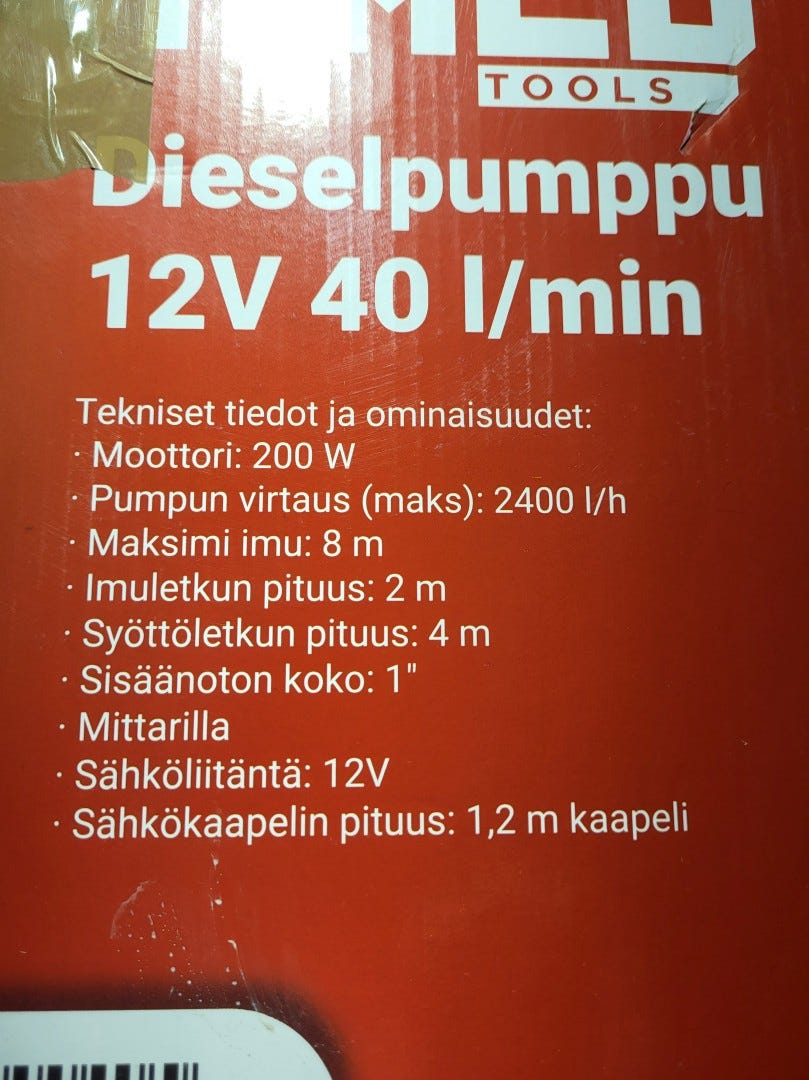 TOOLS
Dieselpumppu
12V 40 l/min
Tekniset tiedot ja ominaisuudet:
· Moottori: 200 W
· Pumpun virtaus (maks): 2400 l/h
· Maksimi imu: 8 m
· Imuletkun pituus: 2 m
· Syöttöletkun pituus: 4 m
· Sisäänoton koko: 1"
· Mittarilla
· Sähköliitäntä: 12V
· Sähkökaapelin pituus: 1,2 m kaapeli